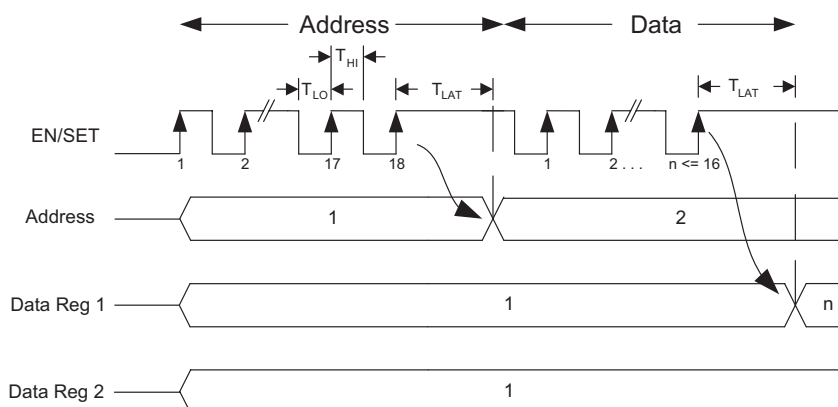 Address
Data
T_HI
T_LO
T_LAT
T_LAT
EN/SET
1
2
17
18
1
2 . . .
n <= 16
Address
1
2
Data Reg 1
1
n
Data Reg 2
1